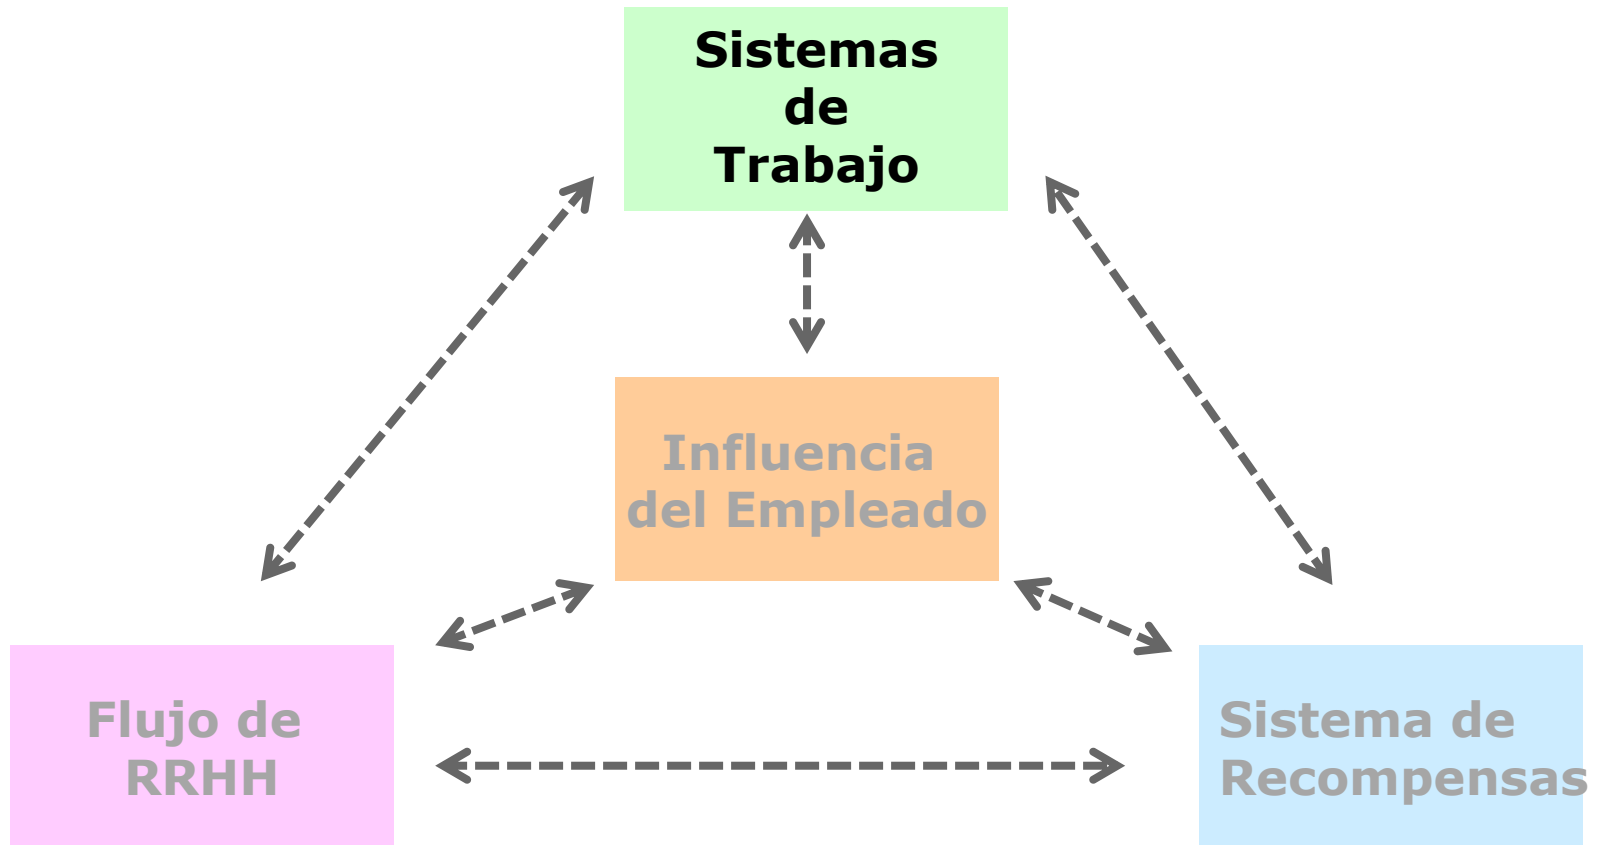 Sistemas
de
Trabajo
Influencia
del Empleado
Flujo de
RRHH
Sistema de
Recompensas